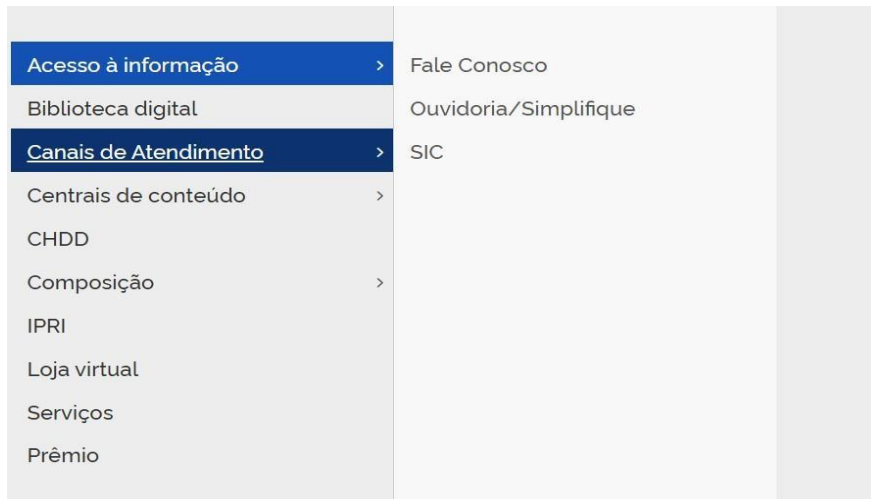 Acesso à informação >
Biblioteca digital
Canais de Atendimento >
Centrais de conteúdo >
CHDD
Composição >
IPRI
Loja virtual
Serviços
Prêmio
Fale Conosco
Ouvidoria/Simplifique
SIC